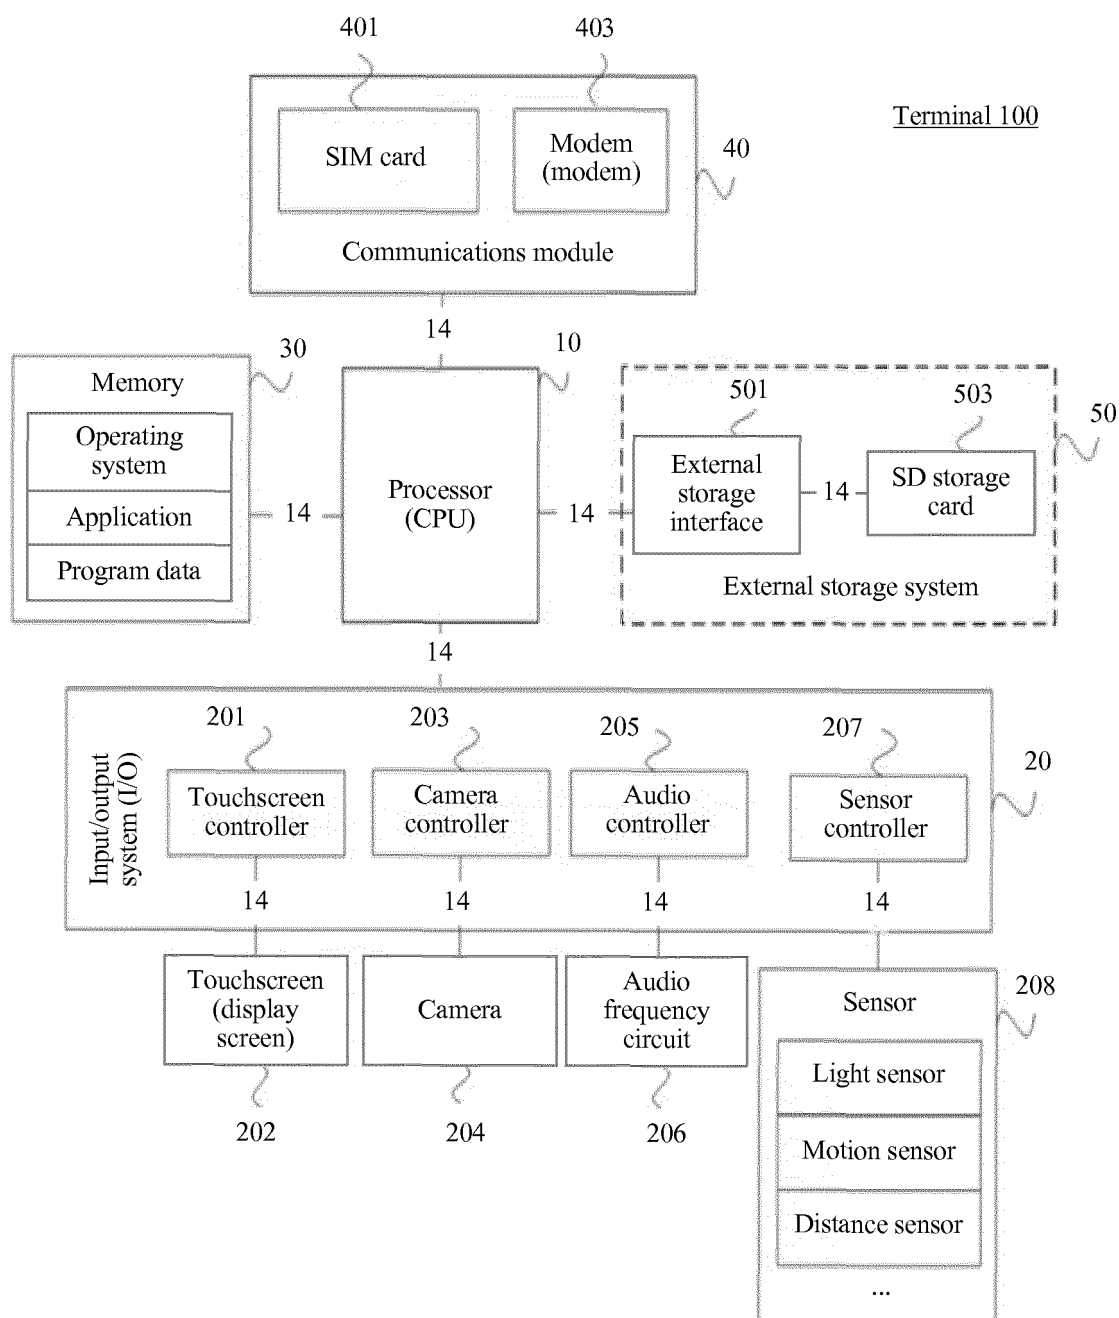 401
403
Terminal 100
SIM card
Modem
(modem)
40
Communications module
14
30
10
Memory
Operating
system
Application
Program data
14
Processor
(CPU)
14
501
503
50
External
storage
interface
14
SD storage
card
External storage system
14
Input/output
system (I/O)
201
203
205
207
20
Touchscreen
controller
Camera
controller
Audio
controller
Sensor
controller
14
14
14
14
Touchscreen
(display
screen)
Camera
Audio
frequency
circuit
208
Sensor
Light sensor
Motion sensor
Distance sensor
...
202
204
206